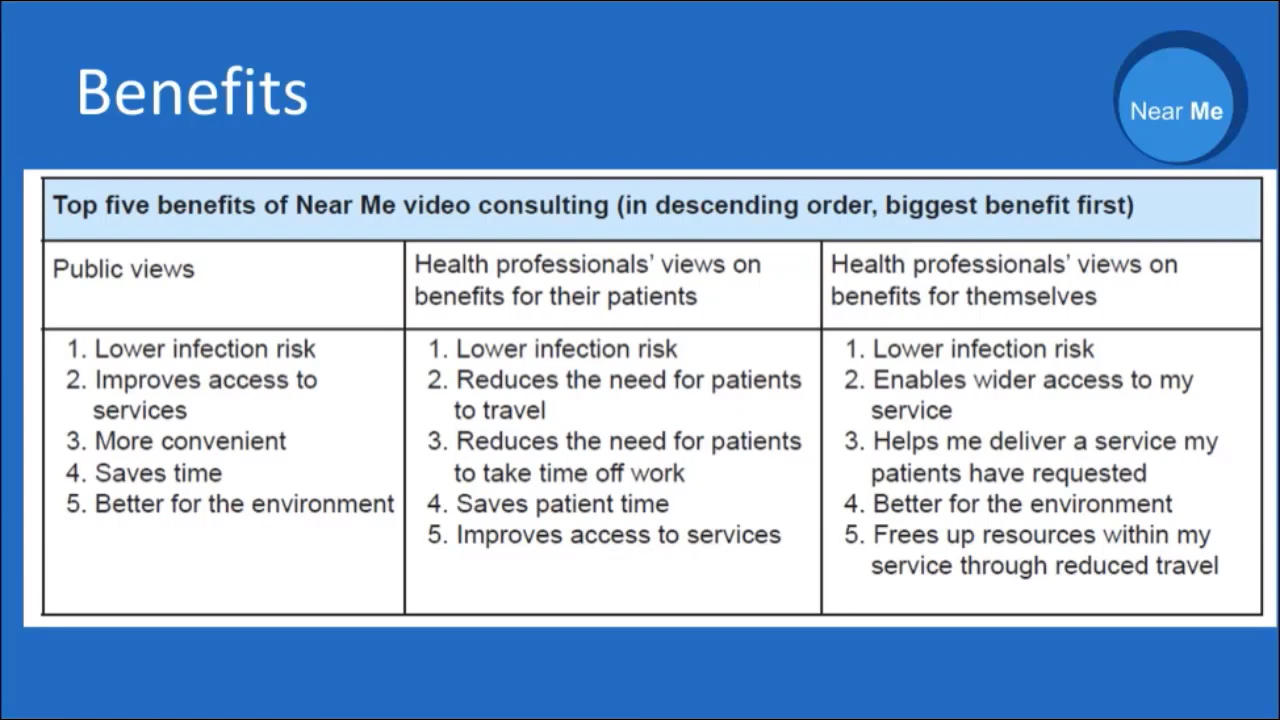 Benefits
Near Me
Top five benefits of Near Me video consulting (in descending order, biggest benefit first)
Public views
Health professionals' views on
benefits for their patients
Health professionals' views on
benefits for themselves
1. Lower infection risk
2. Improves access to
services
3. More convenient
4. Saves time
5. Better for the environment
1. Lower infection risk
2. Reduces the need for patients
to travel
3. Reduces the need for patients
to take time off work
4. Saves patient time
5. Improves access to services
1. Lower infection risk
2. Enables wider access to my
service
3. Helps me deliver a service my
patients have requested
4. Better for the environment
5. Frees up resources within my
service through reduced travel